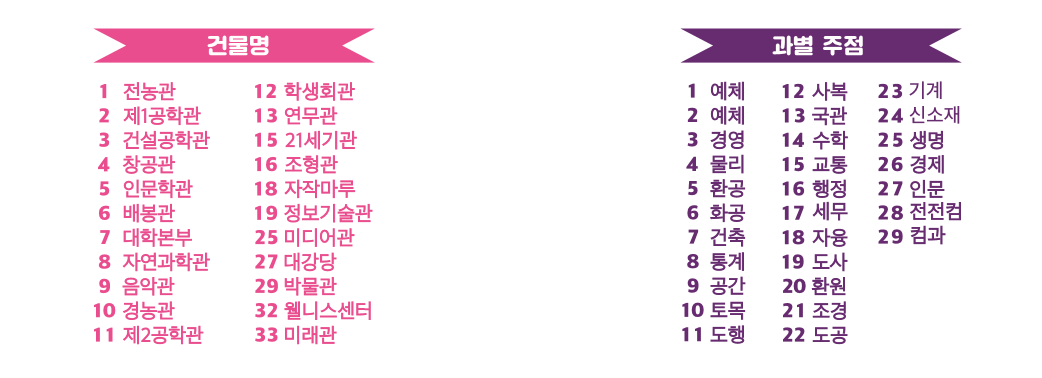 건물명
1 전농관
2 제1공학관
3 건설공학관
4 창공관
5 인문학관
6 배봉관
7 대학본부
8 자연과학관
9 음악관
10 경농관
11 제2공학관
12 학생회관
13 연무관
15 21세기관
16 조형관
18 자작마루
19 정보기술관
25 미디어관
27 대강당
29 박물관
32 웰니스센터
33 미래관
과별 주점
1 예체
2 예체
3 경영
4 물리
5 환공
6 화공
7 건축
8 통계
9 공간
10 토목
11 도행
12 사복
13 국관
14 수학
15 교통
16 행정
17 세무
18 자융
19 도사
20 환원
21 조경
22 도공
23 기계
24 신소재
25 생명
26 경제
27 인문
28 전전컴
29 컴과